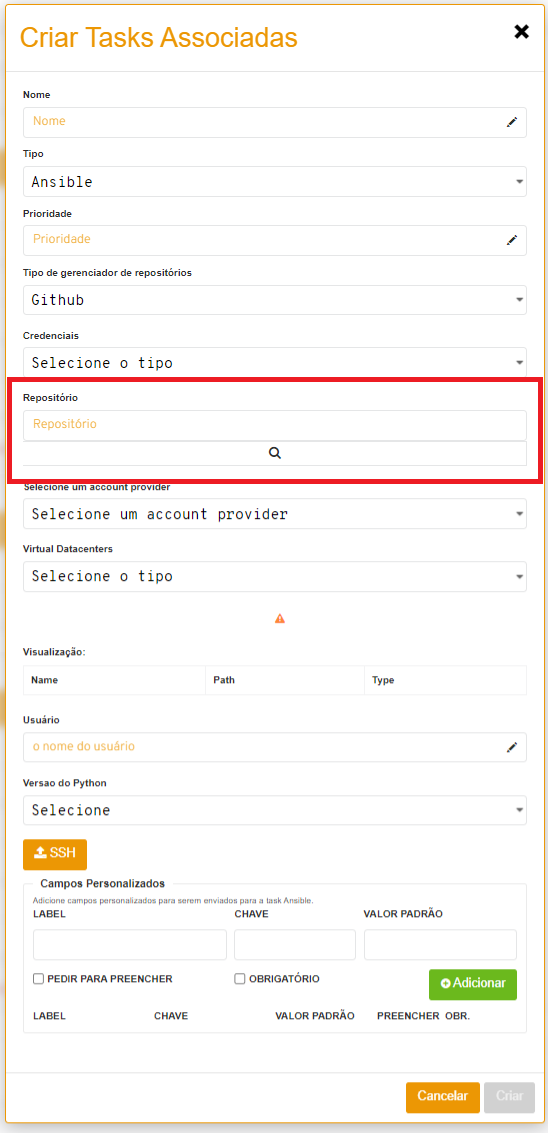 Criar Tasks Associadas
Nome
Nome
Tipo
Ansible
Prioridade
Prioridade
Tipo de gerenciador de repositórios
Github
Credenciais
Selecione o tipo
Repositório
Repositório
Selecione um account provider
Selecione um account provider
Virtual Datacenters
Selecione o tipo
Visualização:
Name Path Type
Usuário
o nome do usuário
Versao do Python
Selecione
SSH
Campos Personalizados
Adicione campos personalizados para serem enviados para a task Ansible.
LABEL CHAVE VALOR PADRÃO
PEDIR PARA PREENCHER OBRIGATÓRIO Adicionar
LABEL CHAVE VALOR PADRÃO PREENCHER OBR.
Cancelar Criar